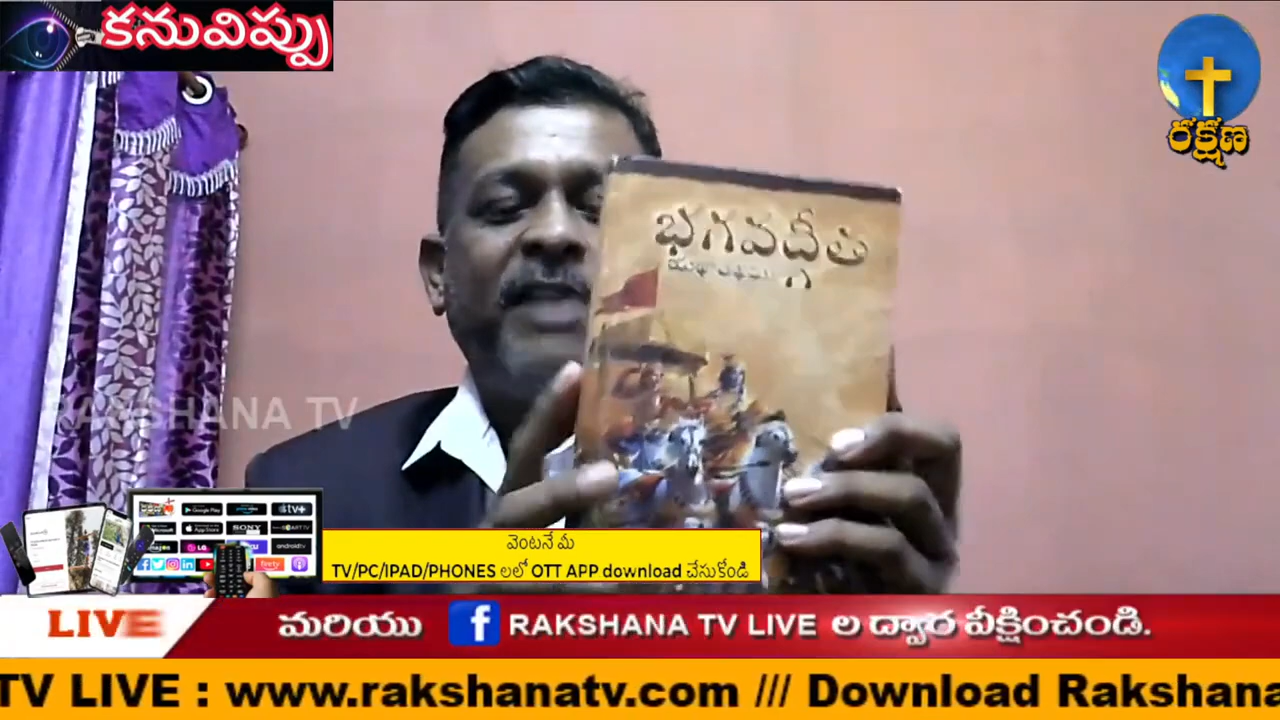 కనువిప్పు
రక్షణ
భగవద్గీత
RAKSHANA TV
వెంటనే మీ
TV/PC/IPAD/PHONES లలో OTT APP download చేసుకోండి
LIVE
మరియు f RAKSHANA TV LIVE ల ద్వార వీక్షించండి.
TV LIVE : www.rakshanatv.com /// Download Rakshana